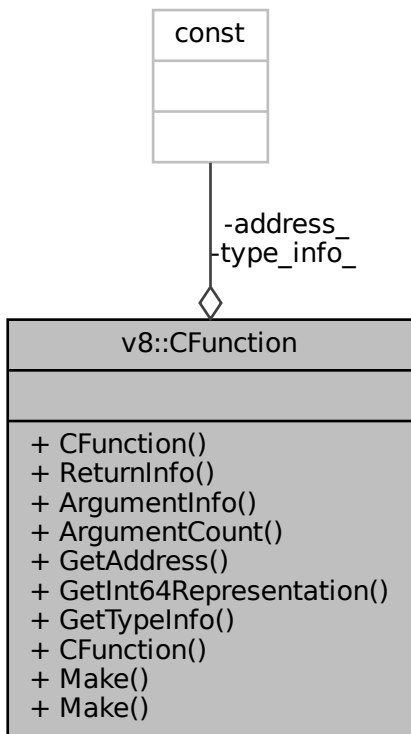 const
-address_
-type_info_
v8::CFunction
+ CFunction()
+ ReturnInfo()
+ ArgumentInfo()
+ ArgumentCount()
+ GetAddress()
+ GetInt64Representation()
+ GetTypeInfo()
+ CFunction()
+ Make()
+ Make()